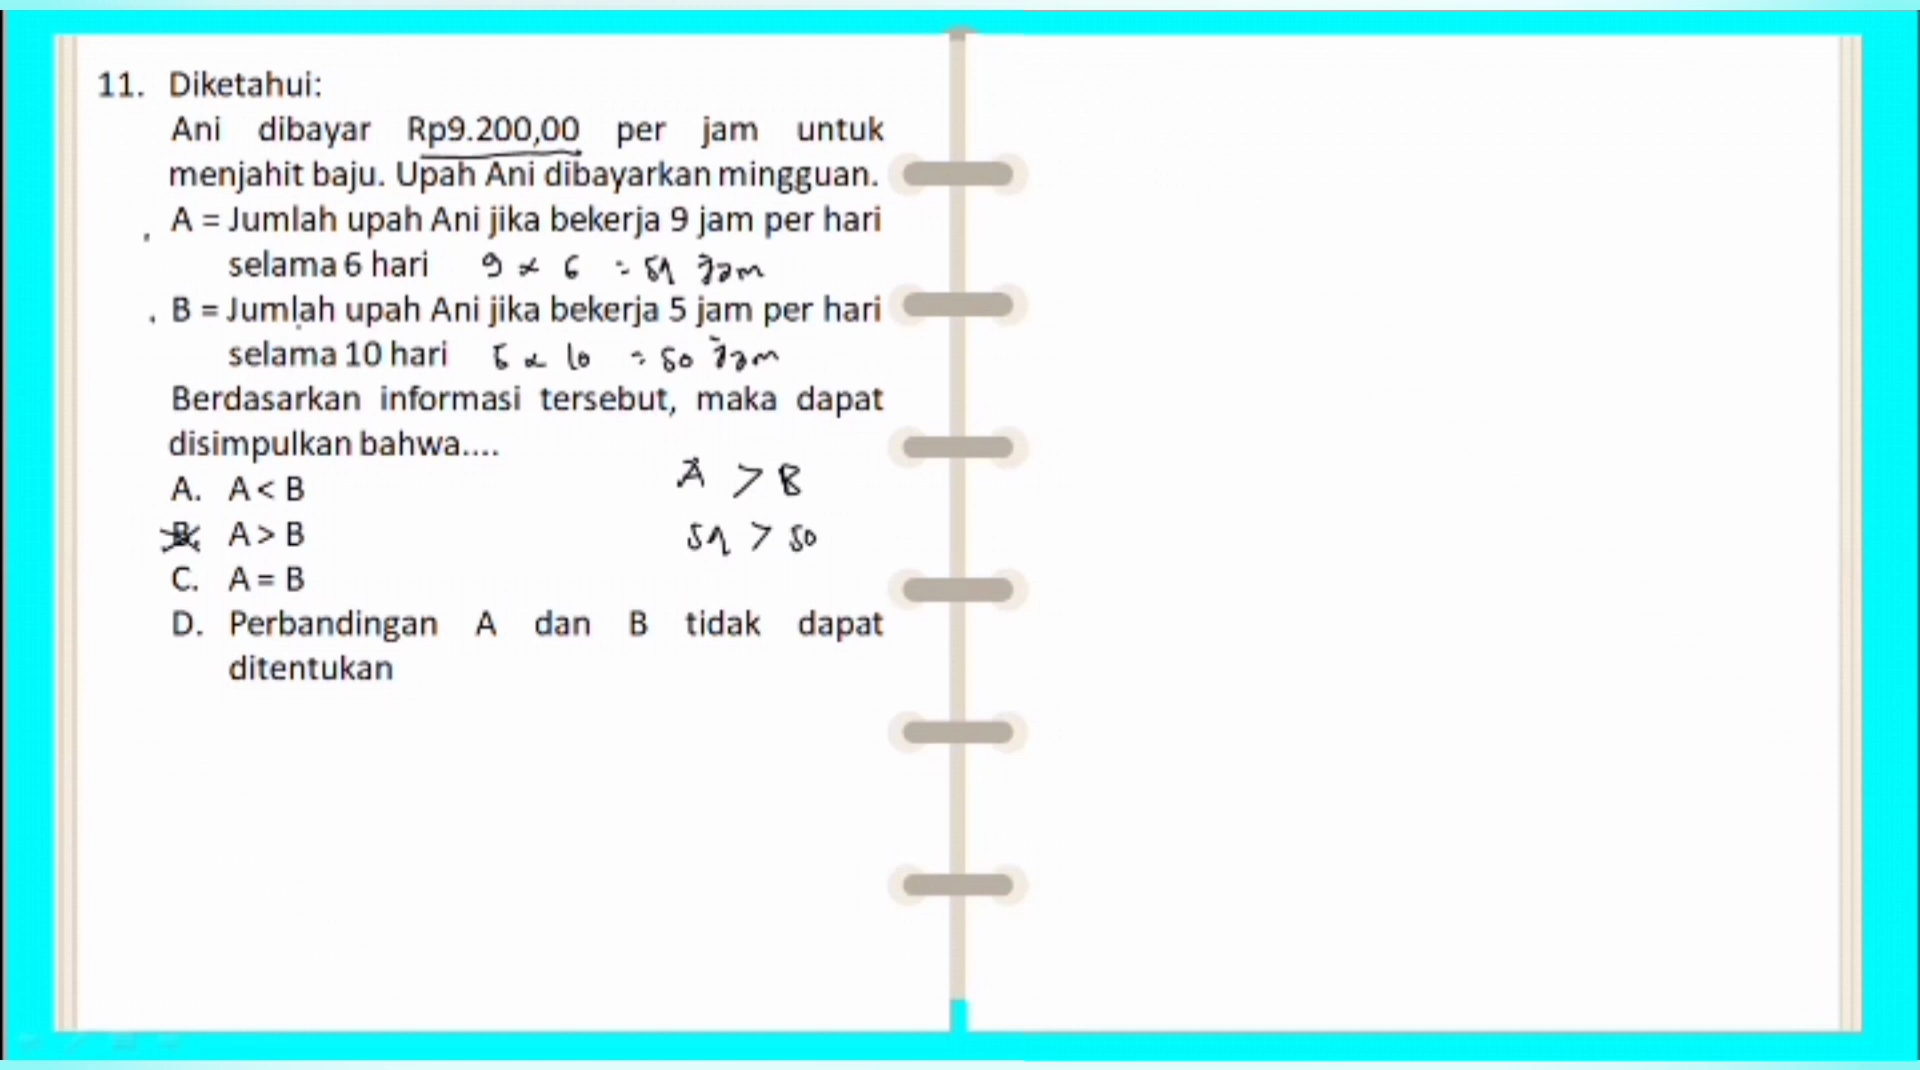 11. Diketahui:
Ani dibayar Rp9.200,00 per jam untuk
menjahit baju. Upah Ani dibayarkan mingguan.
A = Jumlah upah Ani jika bekerja 9 jam per hari
selama 6 hari 9 x 6 = 54 Jam
B = Jumlah upah Ani jika bekerja 5 jam per hari
selama 10 hari 5 x 10 = 50 Jam
Berdasarkan informasi tersebut, maka dapat
disimpulkan bahwa....
A > B
A. A < B
B. A > B 54 > 50
C. A = B
D. Perbandingan A dan B tidak dapat
ditentukan